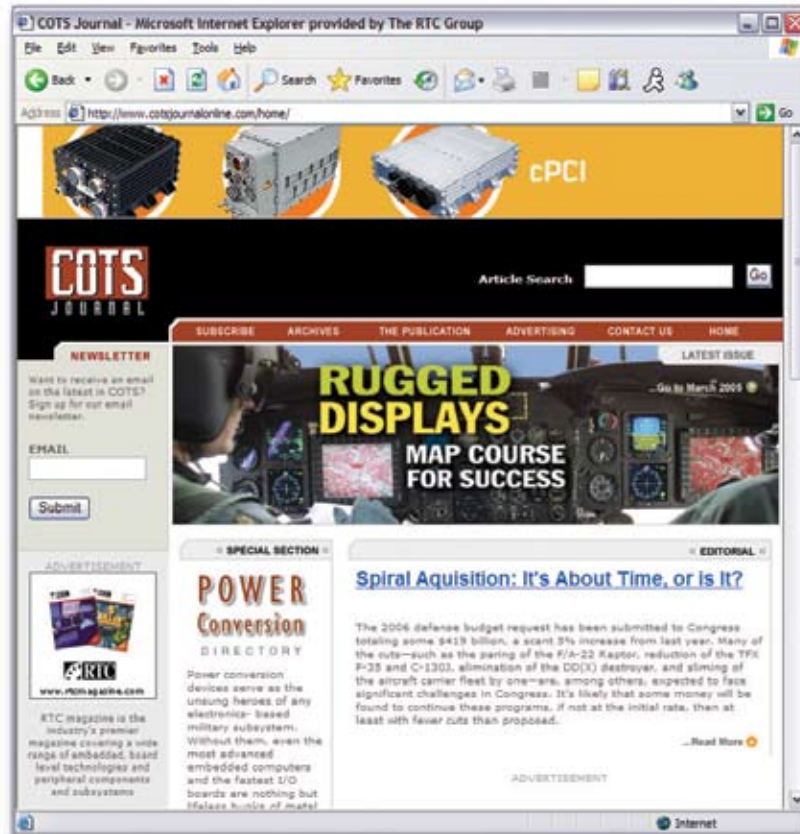 COTS Journal - Microsoft Internet Explorer provided by The RTC Group
File Edit View Favorites Tools Help
Back Search Favorites
Address http://www.cotsjournalonline.com/home/ Go
cPCI
COTS
JOURNAL
Article Search Go
SUBSCRIBE ARCHIVES THE PUBLICATION ADVERTISING CONTACT US HOME
NEWSLETTER
Want to receive an email
on the latest in COTS?
Sign up for our email
newsletter.
EMAIL
Submit
LATEST ISSUE
...Go to March 2005
RUGGED
DISPLAYS
MAP COURSE
FOR SUCCESS
ADVERTISEMENT
RTC
www.rtcmagazine.com
RTC magazine is the
industry's premier
magazine covering a wide
range of embedded, board
level technologies and
peripheral components
and subsystems
SPECIAL SECTION
POWER
Conversion
DIRECTORY
Power conversion
devices serve as the
unsung heroes of any
electronics- based
military subsystem.
Without them, even the
most advanced
embedded computers
and the fastest I/O
boards are nothing but
lifeless hunks of metal
EDITORIAL
Spiral Aquisition: It's About Time, or is It?
The 2006 defense budget request has been submitted to Congress
totaling some $419 billion, a scant 5% increase from last year. Many of
the cuts—such as the paring of the F/A-22 Raptor, reduction of the TFX
F-35 and C-130J, elimination of the DD(X) destroyer, and sliming of
the aircraft carrier fleet by one—are, among others, expected to face
significant challenges in Congress. It's likely that some money will be
found to continue these programs, if not at the initial rate, then at
least with fewer cuts than proposed.
...Read More
ADVERTISEMENT
Internet